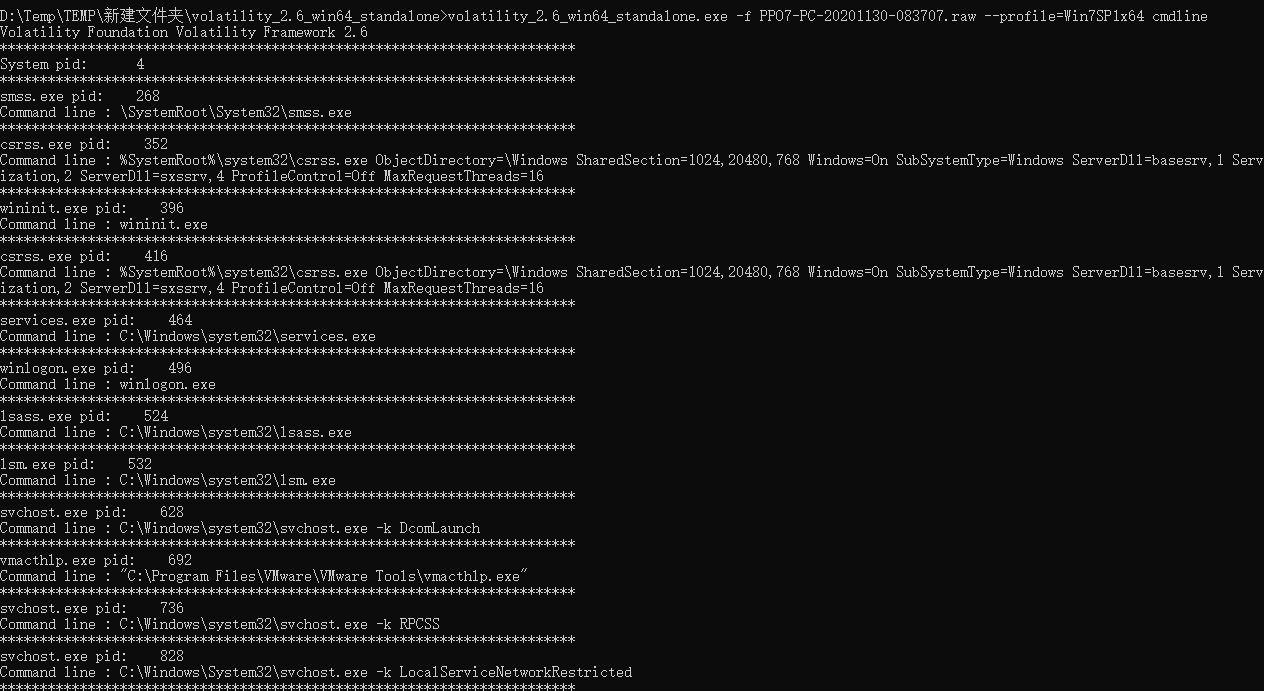 D:\Temp\TEMP\新建文件夹\volatility_2.6_win64_standalone>volatility_2.6_win64_standalone.exe -f PPO7-PC-20201130-083707.raw --profile=Win7SP1x64 cmdline
Volatility Foundation Volatility Framework 2.6
************************************************************************
System pid:      4
************************************************************************
smss.exe pid:    268
Command line : \SystemRoot\System32\smss.exe
************************************************************************
csrss.exe pid:    352
Command line : %SystemRoot%\system32\csrss.exe ObjectDirectory=\Windows SharedSection=1024,20480,768 Windows=On SubSystemType=Windows ServerDll=basesrv,1 Serv
ization,2 ServerDll=sxssrv,4 ProfileControl=Off MaxRequestThreads=16
************************************************************************
wininit.exe pid:    396
Command line : wininit.exe
************************************************************************
csrss.exe pid:    416
Command line : %SystemRoot%\system32\csrss.exe ObjectDirectory=\Windows SharedSection=1024,20480,768 Windows=On SubSystemType=Windows ServerDll=basesrv,1 Serv
ization,2 ServerDll=sxssrv,4 ProfileControl=Off MaxRequestThreads=16
************************************************************************
services.exe pid:    464
Command line : C:\Windows\system32\services.exe
************************************************************************
winlogon.exe pid:    496
Command line : winlogon.exe
************************************************************************
lsass.exe pid:    524
Command line : C:\Windows\system32\lsass.exe
************************************************************************
lsm.exe pid:    532
Command line : C:\Windows\system32\lsm.exe
************************************************************************
svchost.exe pid:    628
Command line : C:\Windows\system32\svchost.exe -k DcomLaunch
************************************************************************
vmacthlp.exe pid:    692
Command line : "C:\Program Files\VMware\VMware Tools\vmacthlp.exe"
************************************************************************
svchost.exe pid:    736
Command line : C:\Windows\system32\svchost.exe -k RPCSS
************************************************************************
svchost.exe pid:    828
Command line : C:\Windows\System32\svchost.exe -k LocalServiceNetworkRestricted
************************************************************************